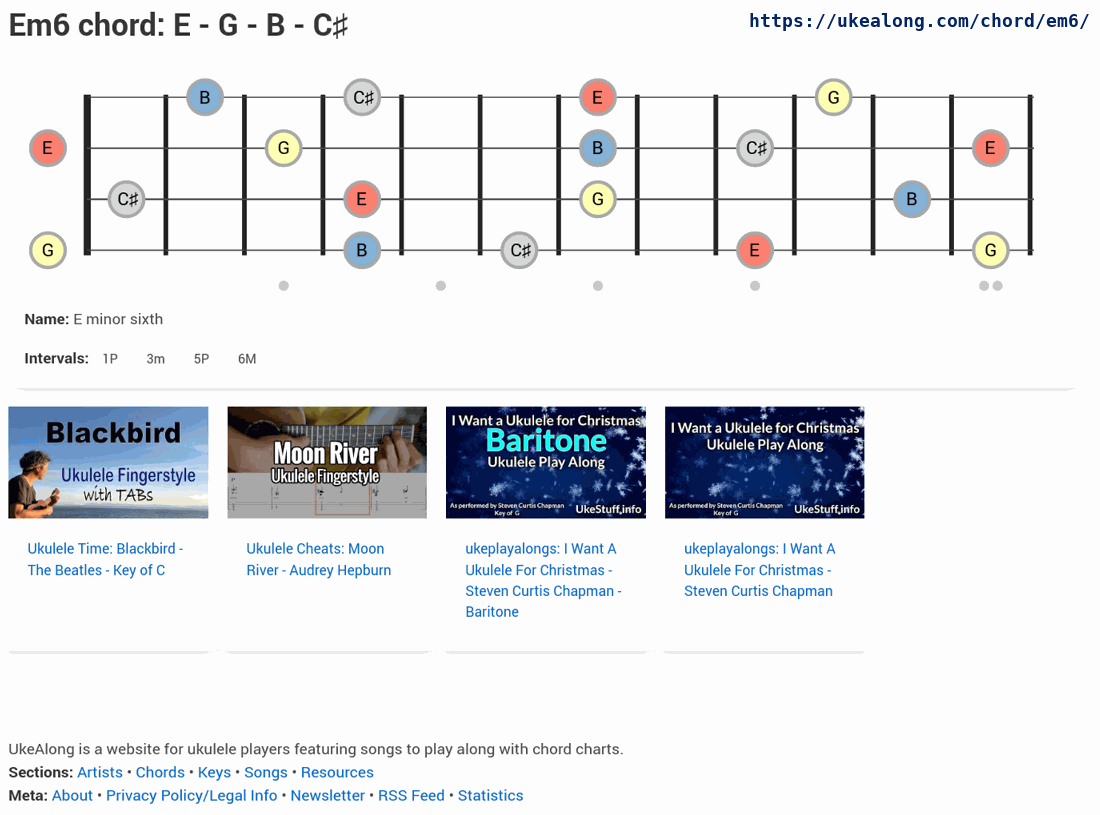 Em6 chord: E - G - B - C♯
https://ukealong.com/chord/em6/
B C♯ E G
E G B C♯ E
C♯ E G B
G B C♯ E G
Name: E minor sixth
Intervals: 1P 3m 5P 6M
Blackbird
Ukulele Fingerstyle
with TABs
Moon River
Ukulele Fingerstyle
I Want a Ukulele for Christmas
Baritone
Ukulele Play Along
As performed by Steven Curtis Chapman
Key of G
UkeStuff.info
I Want a Ukulele for Christmas
Ukulele Play Along
As performed by Steven Curtis Chapman
Key of G
UkeStuff.info
Ukulele Time: Blackbird -
The Beatles - Key of C
Ukulele Cheats: Moon
River - Audrey Hepburn
ukeplayalongs: I Want A
Ukulele For Christmas -
Steven Curtis Chapman -
Baritone
ukeplayalongs: I Want A
Ukulele For Christmas -
Steven Curtis Chapman
UkeAlong is a website for ukulele players featuring songs to play along with chord charts.
Sections: Artists • Chords • Keys • Songs • Resources
Meta: About • Privacy Policy/Legal Info • Newsletter • RSS Feed • Statistics